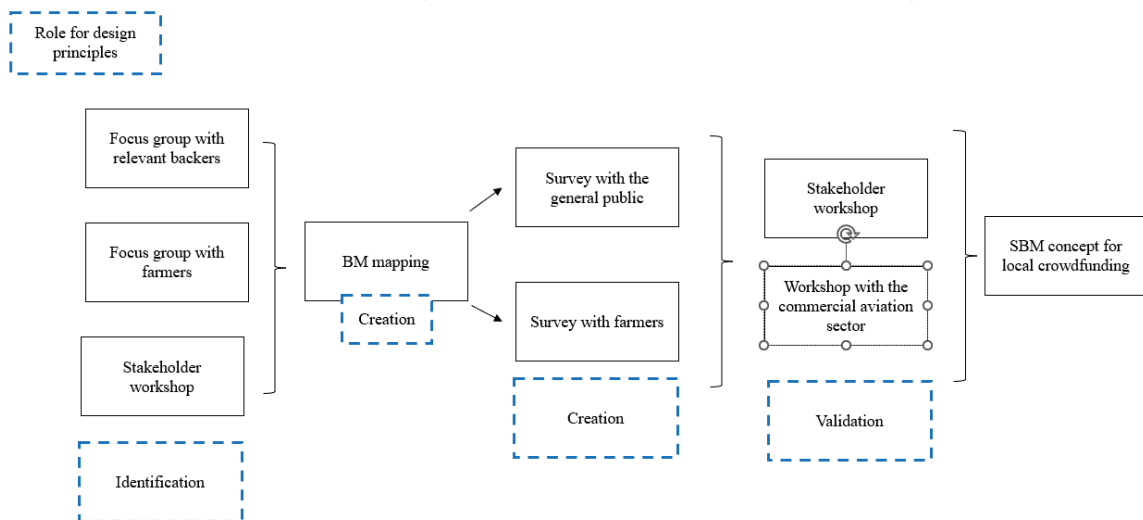 Role for design
principles
Focus group with
relevant backers
Focus group with
farmers
Stakeholder
workshop
Identification
BM mapping
Creation
Survey with the
general public
Survey with farmers
Creation
Stakeholder
workshop
Workshop with the
commercial aviation
sector
Validation
SBM concept for
local crowdfunding